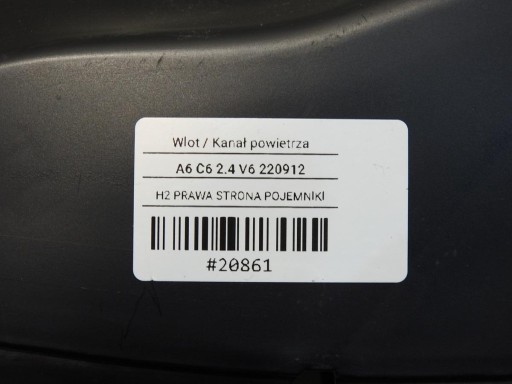 Wlot / Kanał powietrza
A6 C6 2.4 V6 220912
H2 PRAWA STRONA POJEMNIKI
#20861